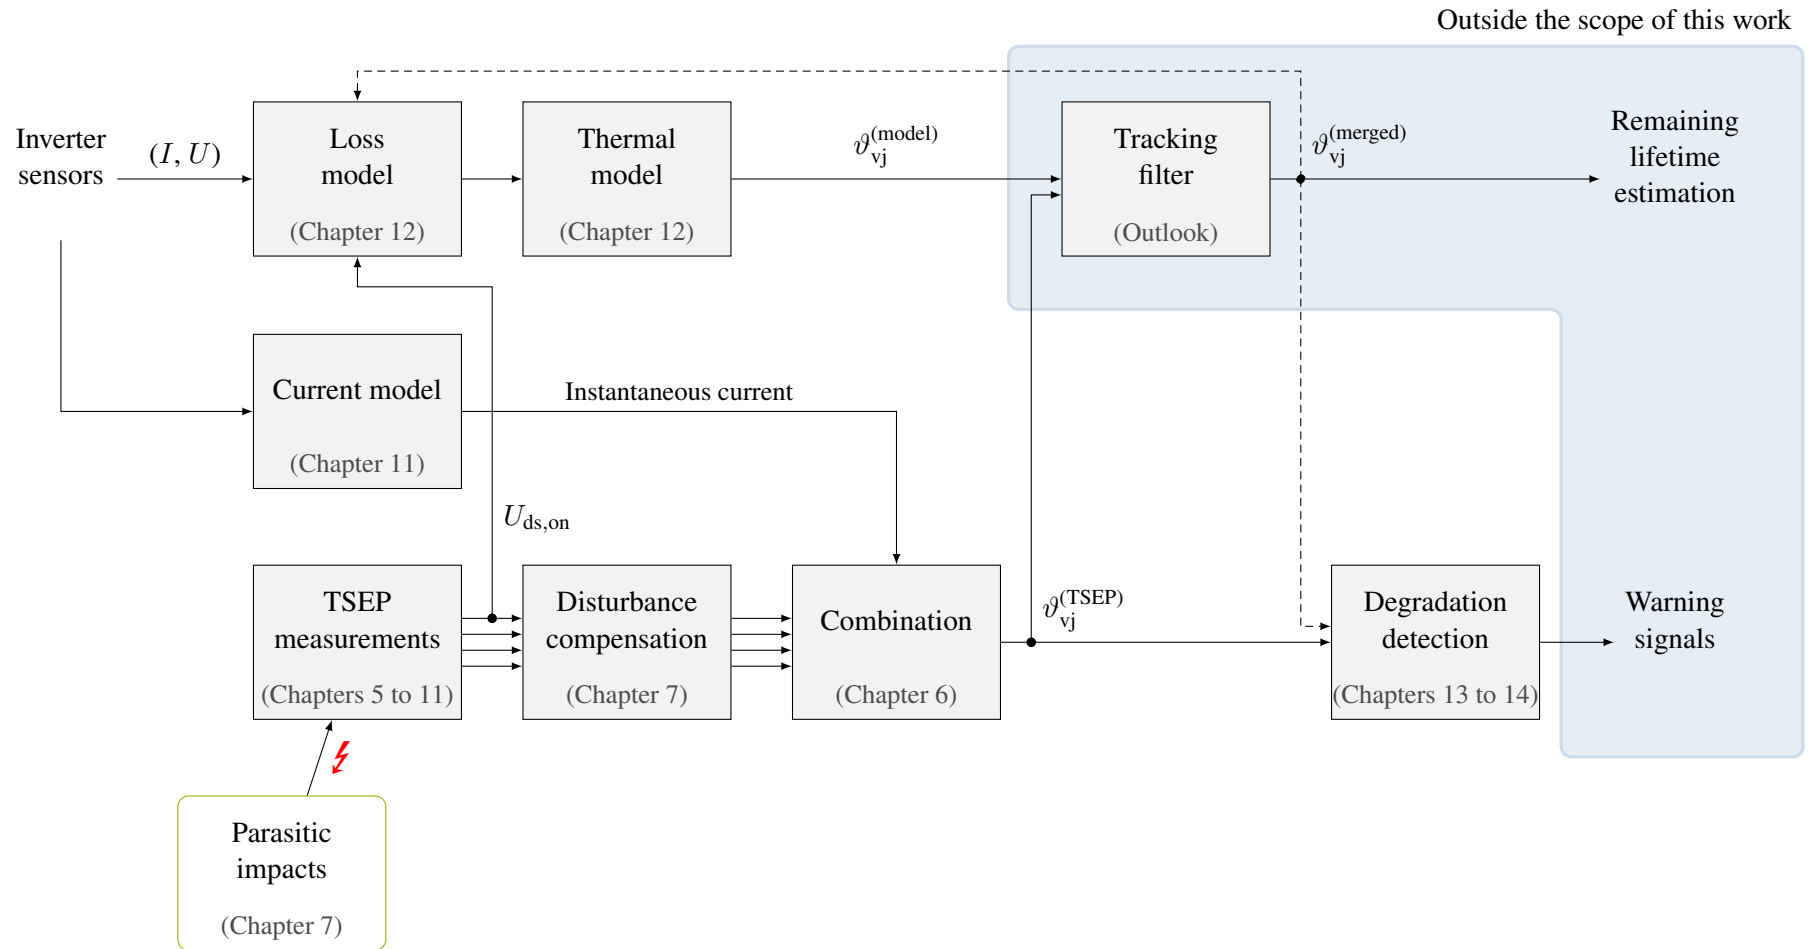 Outside the scope of this work
Inverter
sensors
(I, U)
Loss
model
(Chapter 12)
Thermal
model
(Chapter 12)
ϑvj(model)
Tracking
filter
(Outlook)
ϑvj(merged)
Remaining
lifetime
estimation
Current model
(Chapter 11)
Instantaneous current
Uds,on
TSEP
measurements
(Chapters 5 to 11)
Disturbance
compensation
(Chapter 7)
Combination
(Chapter 6)
ϑvj(TSEP)
Degradation
detection
(Chapters 13 to 14)
Warning
signals
Parasitic
impacts
(Chapter 7)